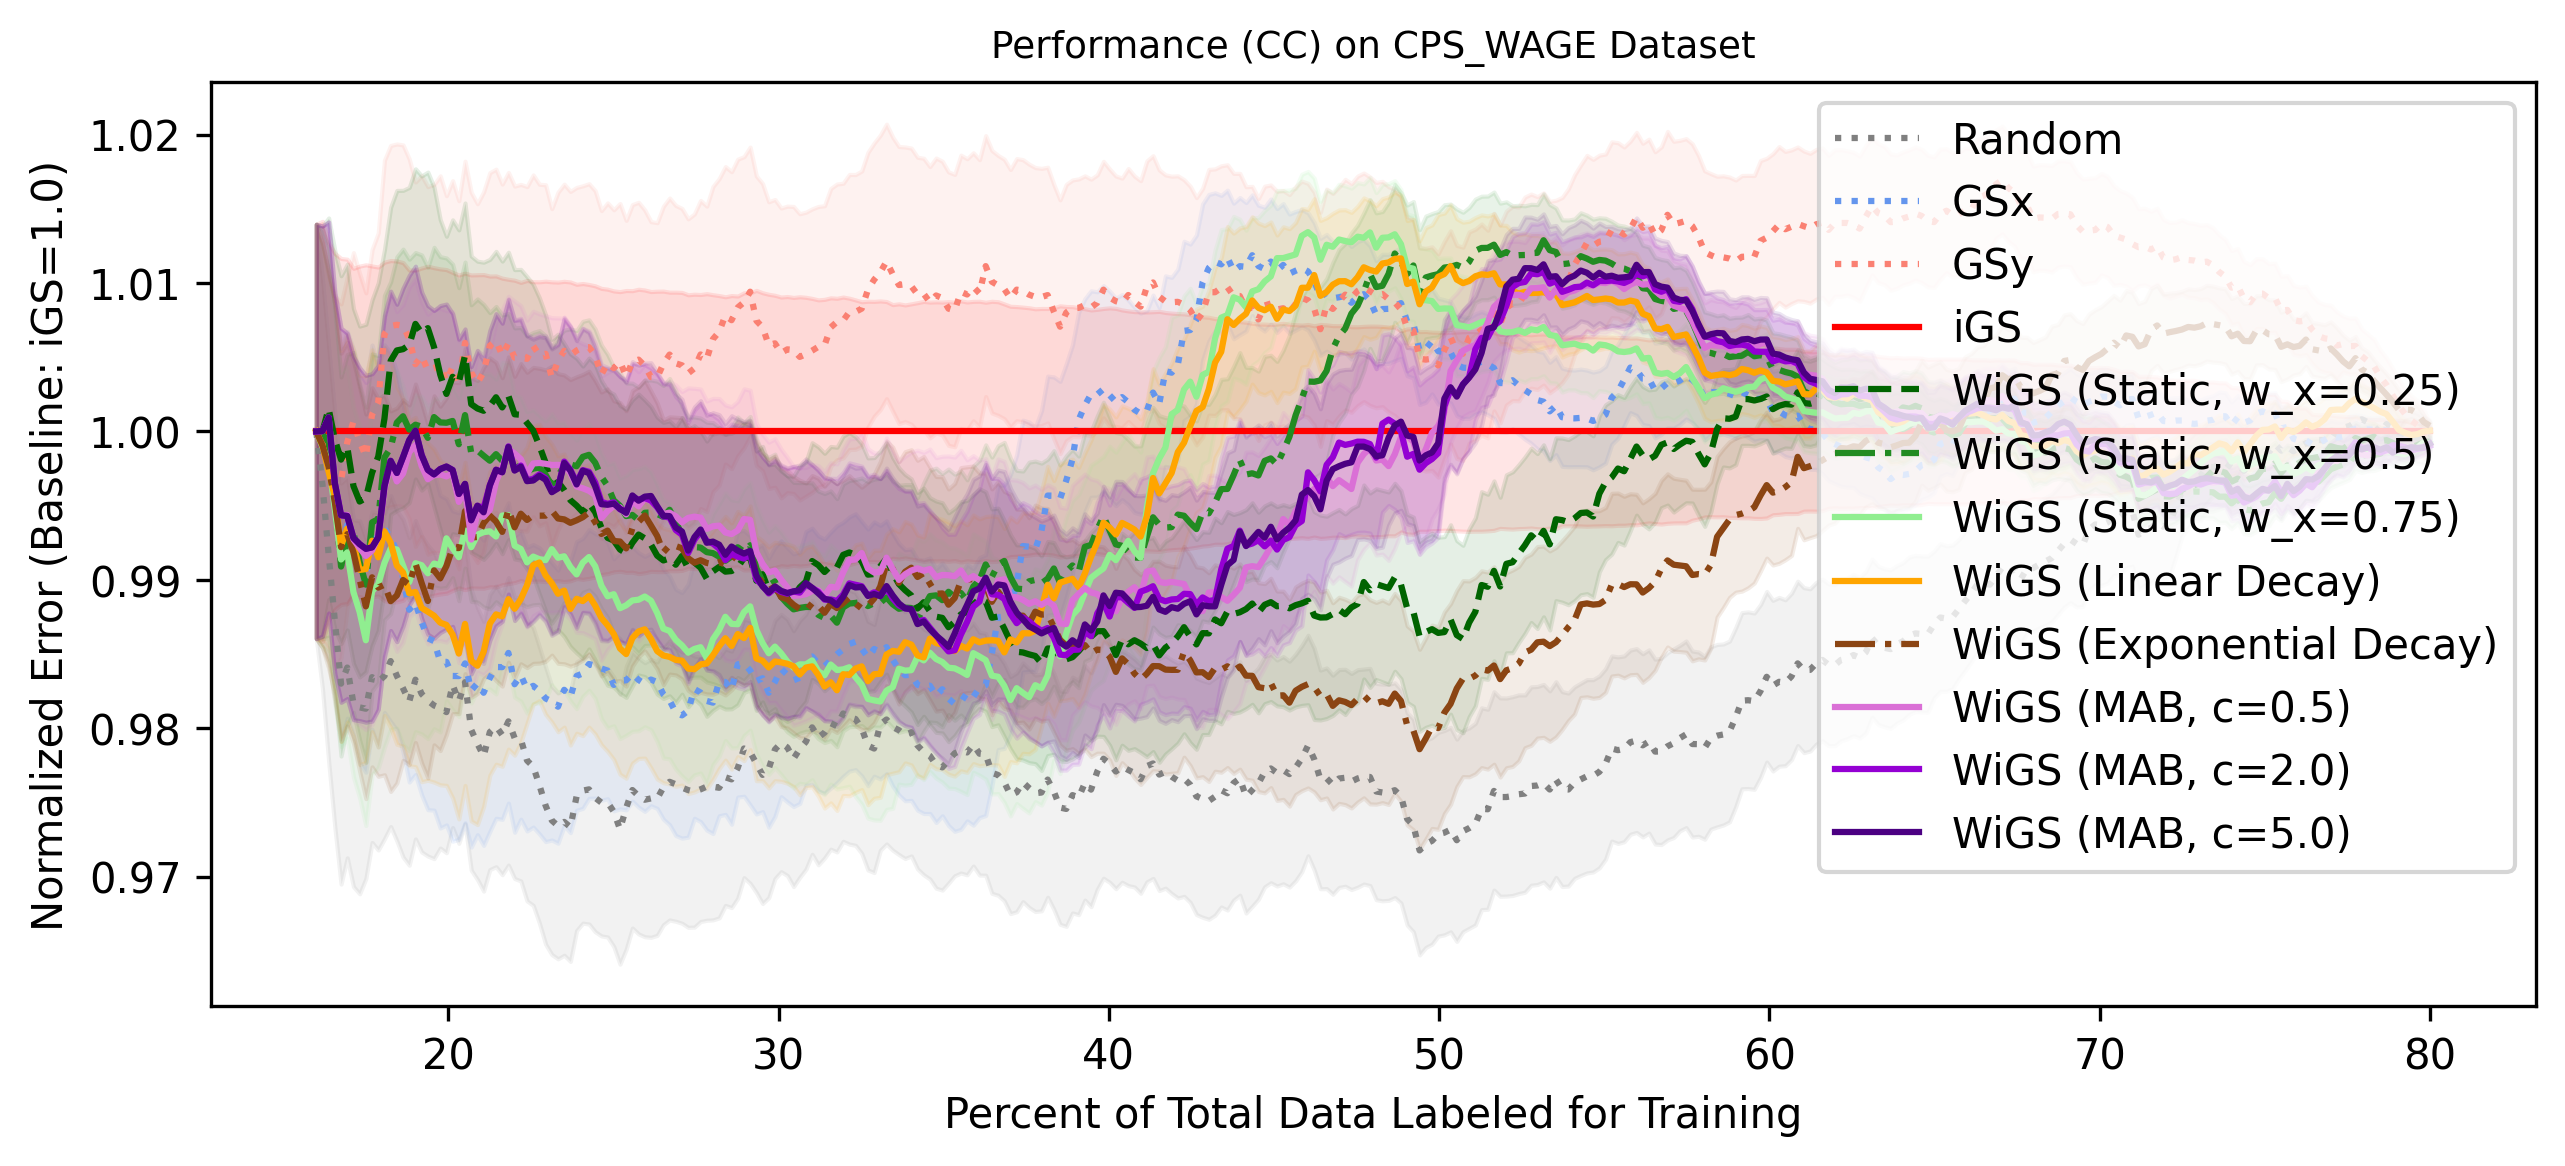 Performance (CC) on CPS_WAGE Dataset
Normalized Error (Baseline: iGS=1.0)
1.02
1.01
1.00
0.99
0.98
0.97
Random
GSx
GSy
iGS
WiGS (Static, w_x=0.25)
WiGS (Static, w_x=0.5)
WiGS (Static, w_x=0.75)
WiGS (Linear Decay)
WiGS (Exponential Decay)
WiGS (MAB, c=0.5)
WiGS (MAB, c=2.0)
WiGS (MAB, c=5.0)
20 30 40 50 60 70 80
Percent of Total Data Labeled for Training